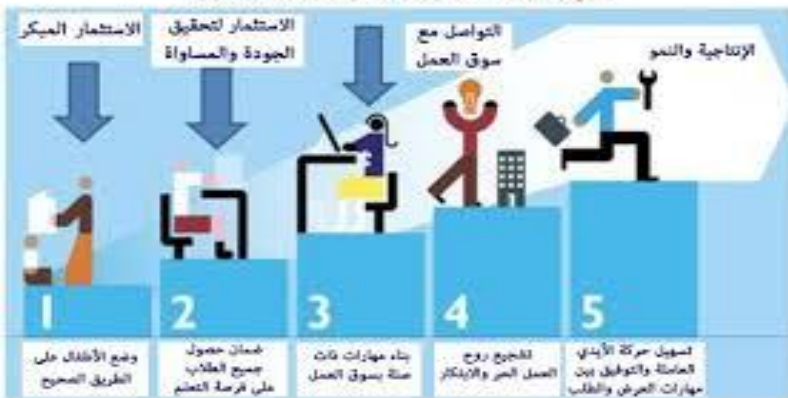 الاستثمار المبكر
الاستثمار لتحقيق
الجودة والمساواة
التواصل مع
سوق العمل
الإنتاجية والنمو
1
2
3
4
5
وضع الأطفال على
الطريق الصحيح
ضمان حصول
جميع الطلاب
على فرصة التعلم
بناء مهارات ذات
صلة بسوق العمل
تشجيع روح
العمل الحر والابتكار
تسهيل حركة الأيدي
العاملة والتوفيق بين
مهارات العرض والطلب